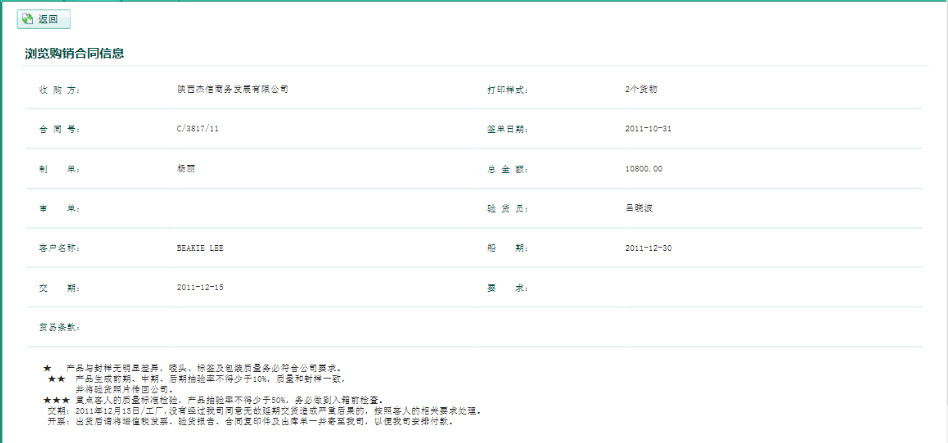 返回
浏览购销合同信息
收 购 方： 陕西杰信商务发展有限公司 打印样式： 2个货物
合 同 号： C/3817/11 签单日期： 2011-10-31
制 单： 杨丽 总 金 额： 10800.00
审 单： 验 货 员： 吕晓波
客户名称： BEAKIE LEE 船 期： 2011-12-30
交 期： 2011-12-15 要 求：
贸易条款：
★ 产品与封样无明显差异，唛头、标签及包装质量务必符合公司要求。
★★ 产品生成前期、中期、后期抽验率不得少于10%，质量和封样一致，
并将验货照片传回公司。
★★★ 重点客人的质量标准检验，产品抽验率不得少于50%，务必做到入箱前检查。
交期：2011年12月15日/工厂,没有经过我司同意无故延期交货造成严重后果的，按照客人的相关要求处理。
开票：出货后请将增值税发票、验货报告、合同复印件及出库单一并寄至我司，以便我司安排付款。